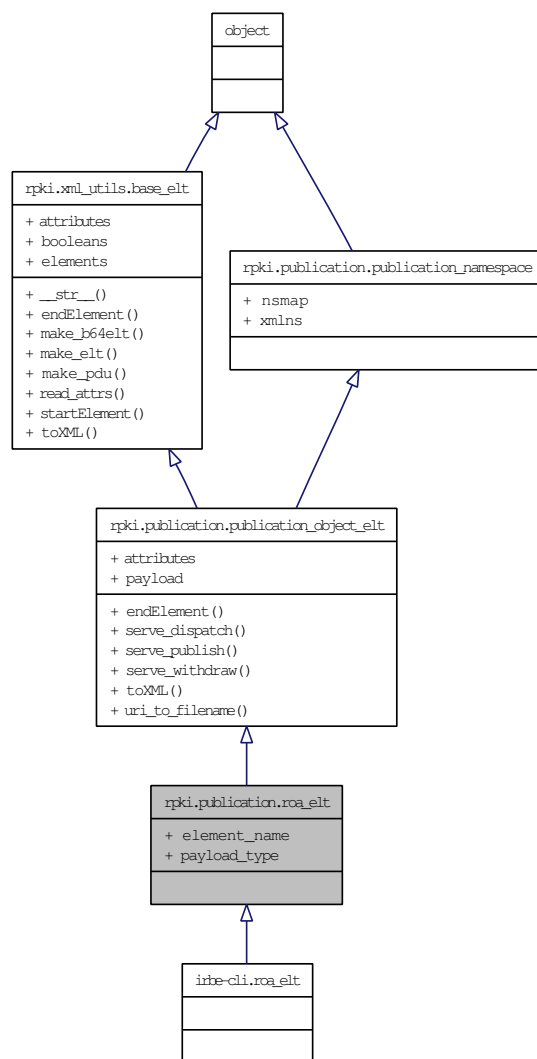 object
rpki.xml_utils.base_elt
+ attributes
+ booleans
+ elements
+ __str__()
+ endElement()
+ make_b64elt()
+ make_elt()
+ make_pdu()
+ read_attrs()
+ startElement()
+ toXML()
rpki.publication.publication_namespace
+ nsmap
+ xmlns
rpki.publication.publication_object_elt
+ attributes
+ payload
+ endElement()
+ serve_dispatch()
+ serve_publish()
+ serve_withdraw()
+ toXML()
+ uri_to_filename()
rpki.publication.roa_elt
+ element_name
+ payload_type
irbe-cli.roa_elt